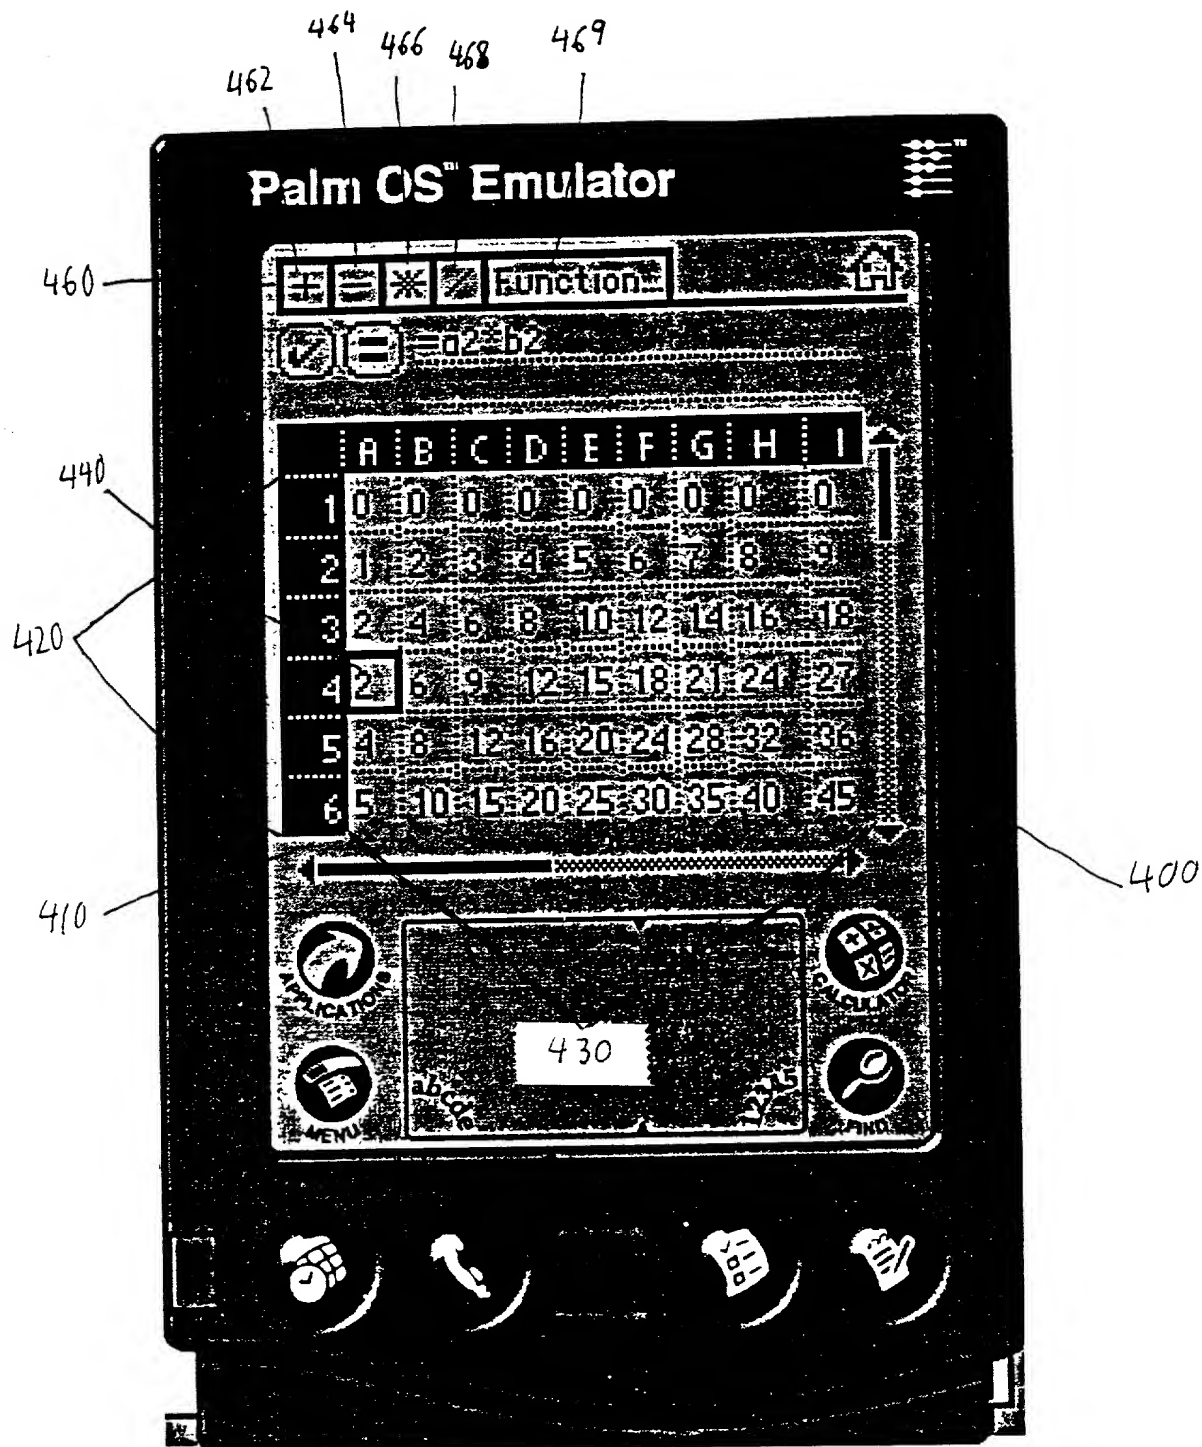 464
466
468
469
462
Palm OS™ Emulator ™
460
Function...
==a2*b2
A B C D E F G H I
440
1 0 0 0 0 0 0 0 0 0
2 1 2 3 4 5 6 7 8 9
420
3 2 4 6 8 10 12 14 16 18
4 2 6 9 12 15 18 21 24 27
5 4 8 12 16 20 24 28 32 36
6 5 10 15 20 25 30 35 40 45
400
410
APPLICATIONS
CALCULATOR
430
MENU
abcde
12345
FIND